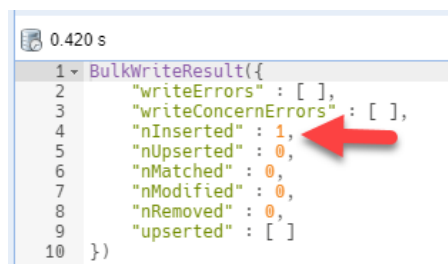 0.420 s
1 BulkWriteResult({
2 "writeErrors" : [ ],
3 "writeConcernErrors" : [ ],
4 "nInserted" : 1,
5 "nUpserted" : 0,
6 "nMatched" : 0,
7 "nModified" : 0,
8 "nRemoved" : 0,
9 "upserted" : [ ]
10 })